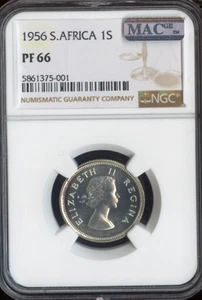 1956 S.AFRICA 1S
PF 66
5861375-001
NUMISMATIC GUARANTY COMPANY
MAC
NGC
ELIZABETH II REGINA